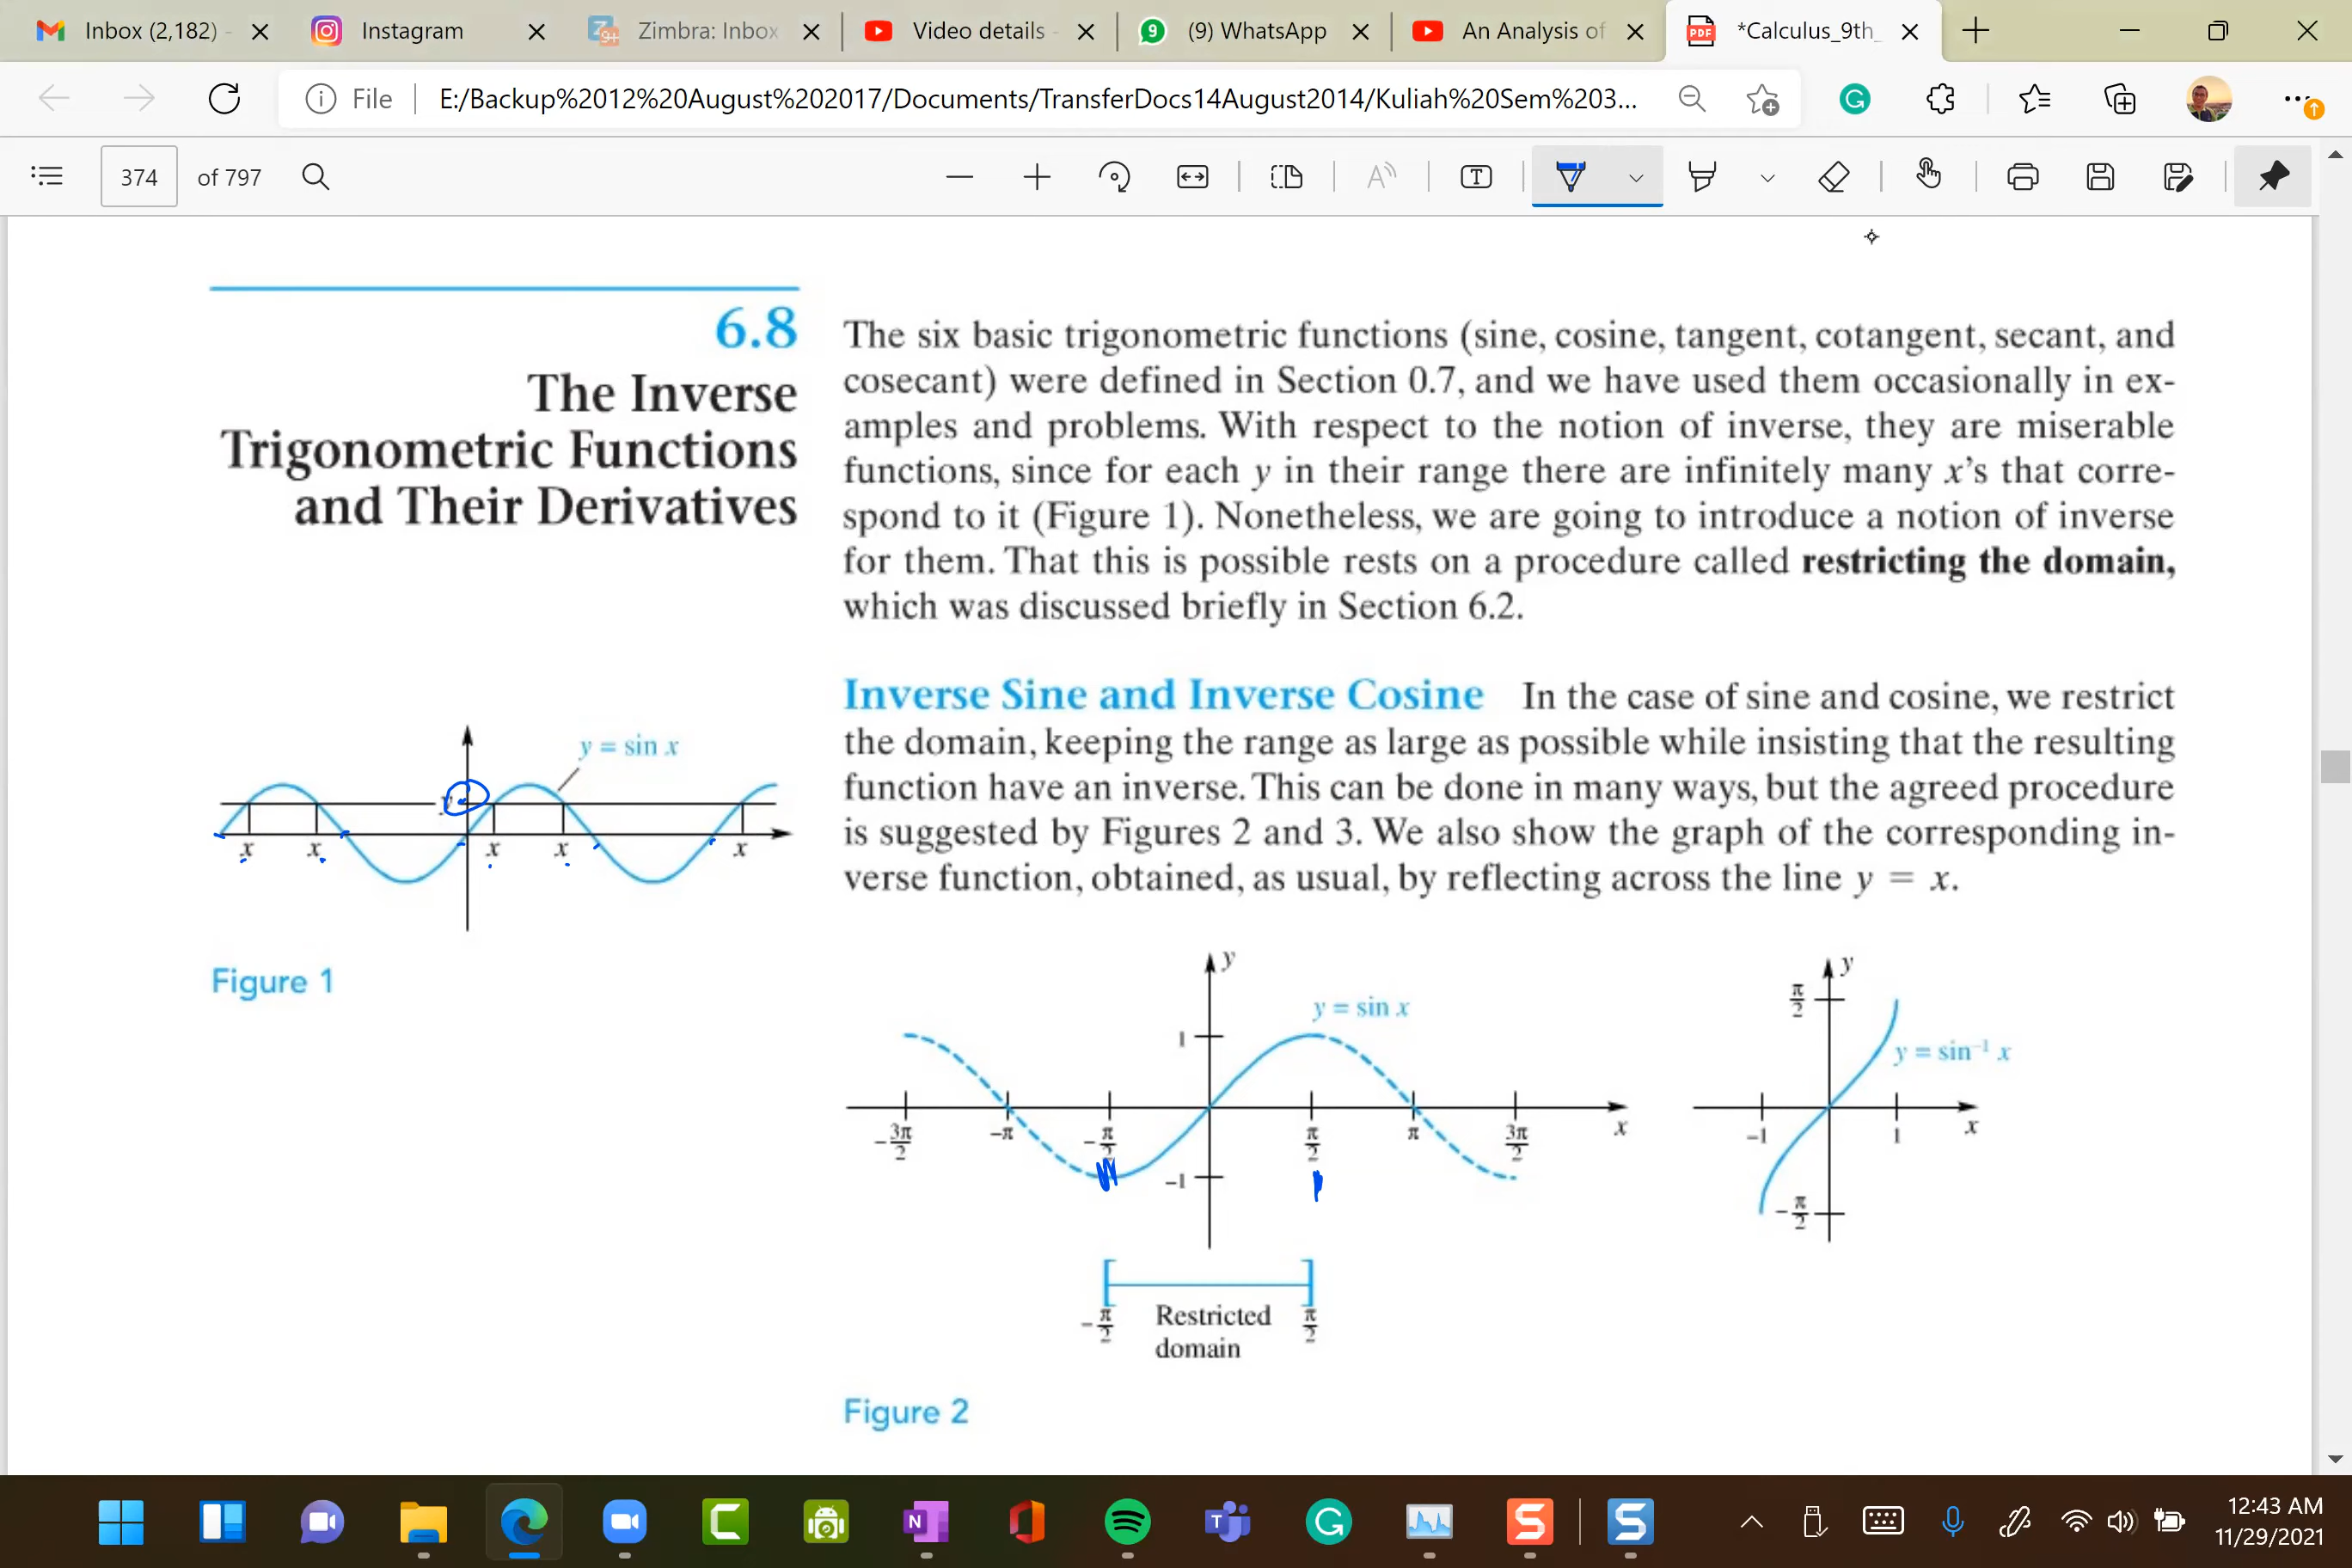 Inbox (2,182) -
Instagram
Zimbra: Inbox
Video details -
(9) WhatsApp
An Analysis of
*Calculus_9th_
File
E:/Backup%2012%20August%202017/Documents/TransferDocs14August2014/Kuliah%20Sem%203...
374 of 797
6.8
The Inverse
Trigonometric Functions
and Their Derivatives
The six basic trigonometric functions (sine, cosine, tangent, cotangent, secant, and
cosecant) were defined in Section 0.7, and we have used them occasionally in ex-
amples and problems. With respect to the notion of inverse, they are miserable
functions, since for each y in their range there are infinitely many x's that corre-
spond to it (Figure 1). Nonetheless, we are going to introduce a notion of inverse
for them. That this is possible rests on a procedure called restricting the domain,
which was discussed briefly in Section 6.2.
Inverse Sine and Inverse Cosine In the case of sine and cosine, we restrict
the domain, keeping the range as large as possible while insisting that the resulting
function have an inverse. This can be done in many ways, but the agreed procedure
is suggested by Figures 2 and 3. We also show the graph of the corresponding in-
verse function, obtained, as usual, by reflecting across the line y = x.
y = sin x
x x x x x
Figure 1
y
y = sin x
1
-3π/2 -π -π/2 π/2 π 3π/2 x
-1
-π/2 Restricted domain π/2
y
π/2
y = sin⁻¹ x
-1 1 x
-π/2
Figure 2
12:43 AM
11/29/2021